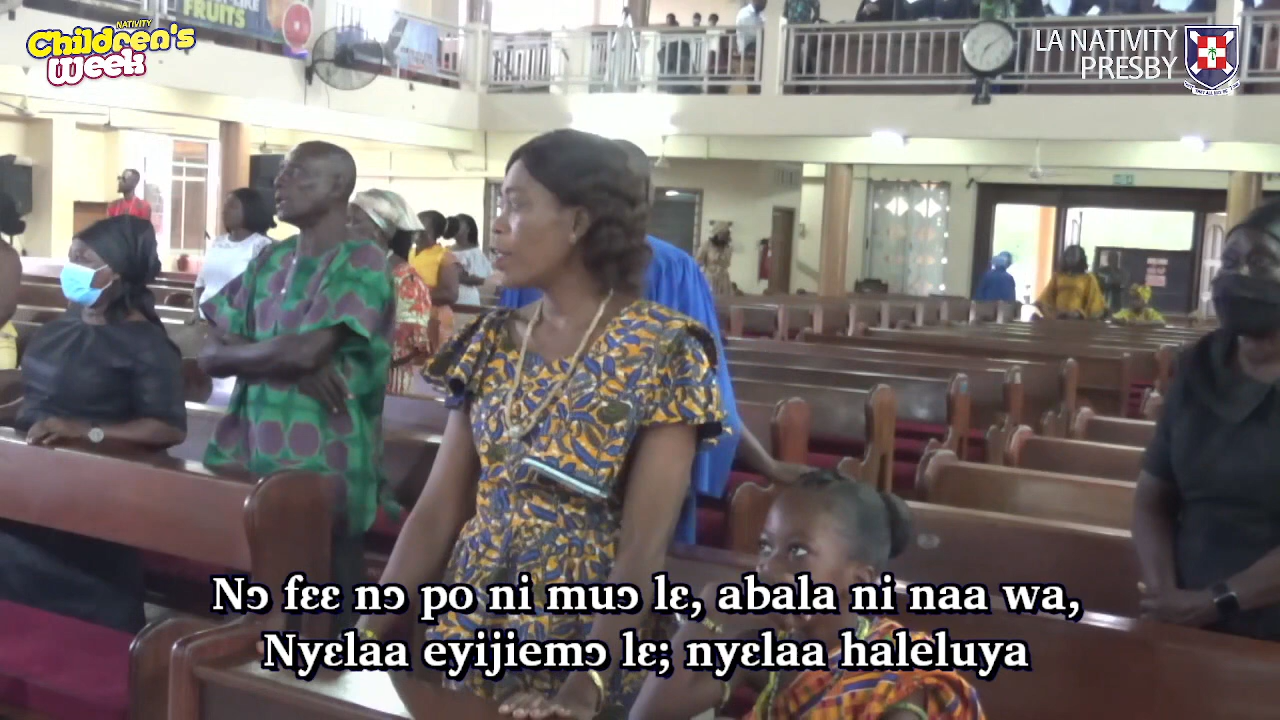 FRUITS
NATIVITY
Children's
Week
LA NATIVITY
PRESBY
Nɔ fɛɛ nɔ po ni muɔ lɛ, abala ni naa wa,
Nyɛlaa eyijiemɔ lɛ; nyɛlaa haleluya